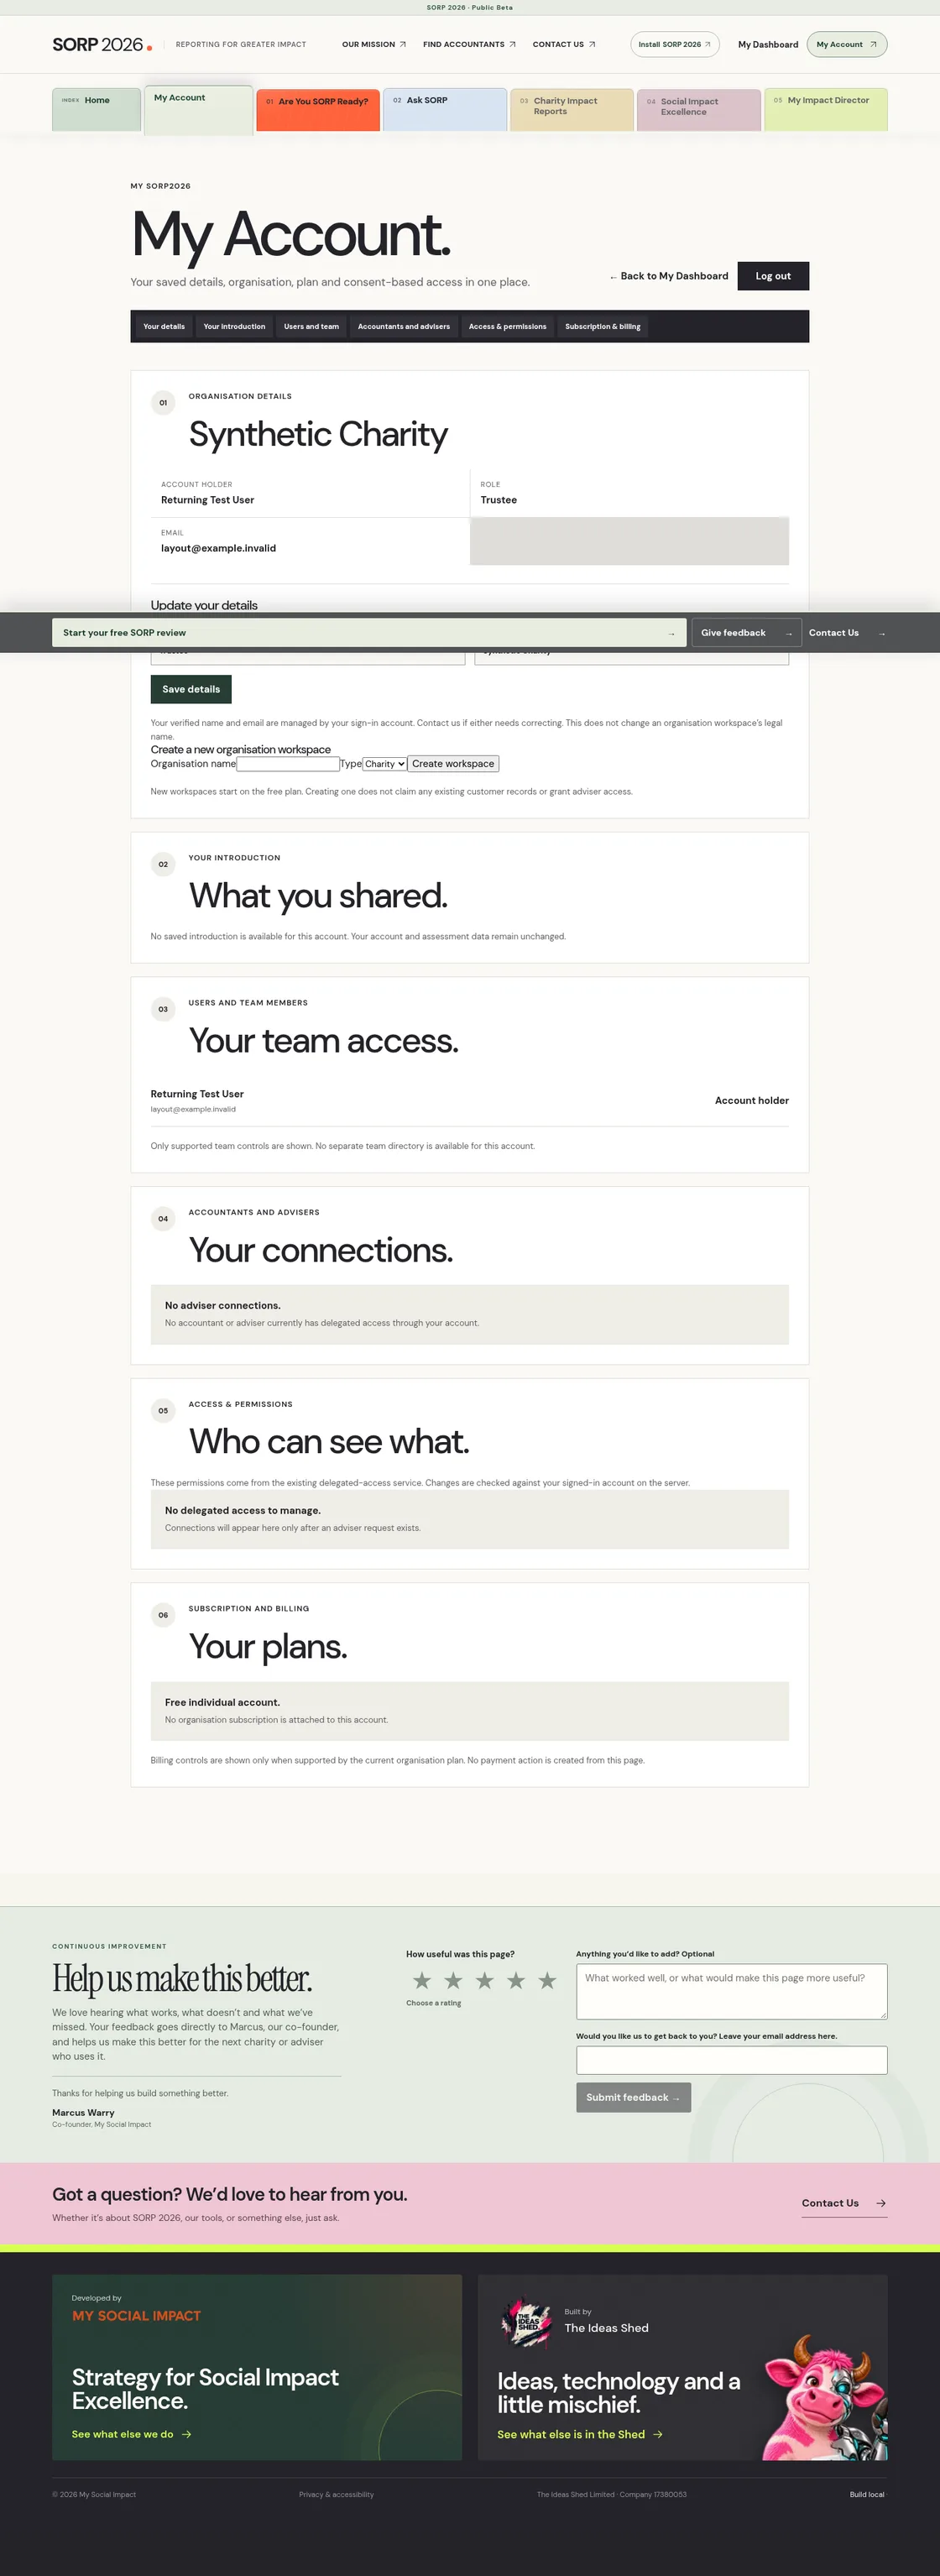 SORP 2026 · Public Beta
SORP 2026
REPORTING FOR GREATER IMPACT
OUR MISSION ↗
FIND ACCOUNTANTS ↗
CONTACT US ↗
Install SORP 2026 ↗
My Dashboard
My Account ↗
INDEX Home
My Account
01 Are You SORP Ready?
02 Ask SORP
03 Charity Impact
Reports
04 Social Impact
Excellence
05 My Impact Director
MY SORP2026
My Account.
Your saved details, organisation, plan and consent-based access in one place.
← Back to My Dashboard
Log out
Your details
Your introduction
Users and team
Accountants and advisers
Access & permissions
Subscription & billing
01
ORGANISATION DETAILS
Synthetic Charity
ACCOUNT HOLDER
Returning Test User
ROLE
Trustee
EMAIL
layout@example.invalid
Update your details
Start your free SORP review →
Give feedback →
Contact Us →
Save details
Your verified name and email are managed by your sign-in account. Contact us if either needs correcting. This does not change an organisation workspace's legal
name.
Create a new organisation workspace
Organisation name
Type
Charity
Create workspace
New workspaces start on the free plan. Creating one does not claim any existing customer records or grant adviser access.
02
YOUR INTRODUCTION
What you shared.
No saved introduction is available for this account. Your account and assessment data remain unchanged.
03
USERS AND TEAM MEMBERS
Your team access.
Returning Test User
layout@example.invalid
Account holder
Only supported team controls are shown. No separate team directory is available for this account.
04
ACCOUNTANTS AND ADVISERS
Your connections.
No adviser connections.
No accountant or adviser currently has delegated access through your account.
05
ACCESS & PERMISSIONS
Who can see what.
These permissions come from the existing delegated-access service. Changes are checked against your signed-in account on the server.
No delegated access to manage.
Connections will appear here only after an adviser request exists.
06
SUBSCRIPTION AND BILLING
Your plans.
Free individual account.
No organisation subscription is attached to this account.
Billing controls are shown only when supported by the current organisation plan. No payment action is created from this page.
CONTINUOUS IMPROVEMENT
Help us make this better.
We love hearing what works, what doesn't and what we've
missed. Your feedback goes directly to Marcus, our co-founder,
and helps us make this better for the next charity or adviser
who uses it.
Thanks for helping us build something better.
Marcus Warry
Co-founder, My Social Impact
How useful was this page?
★ ★ ★ ★ ★
Choose a rating
Anything you'd like to add? Optional
What worked well, or what would make this page more useful?
Would you like us to get back to you? Leave your email address here.
Submit feedback →
Got a question? We'd love to hear from you.
Whether it's about SORP 2026, our tools, or something else, just ask.
Contact Us →
Developed by
MY SOCIAL IMPACT
Strategy for Social Impact
Excellence.
See what else we do →
THE
IDEAS
SHED
Built by
The Ideas Shed
Ideas, technology and a
little mischief.
See what else is in the Shed →
© 2026 My Social Impact
Privacy & accessibility
The Ideas Shed Limited · Company 17380053
Build local